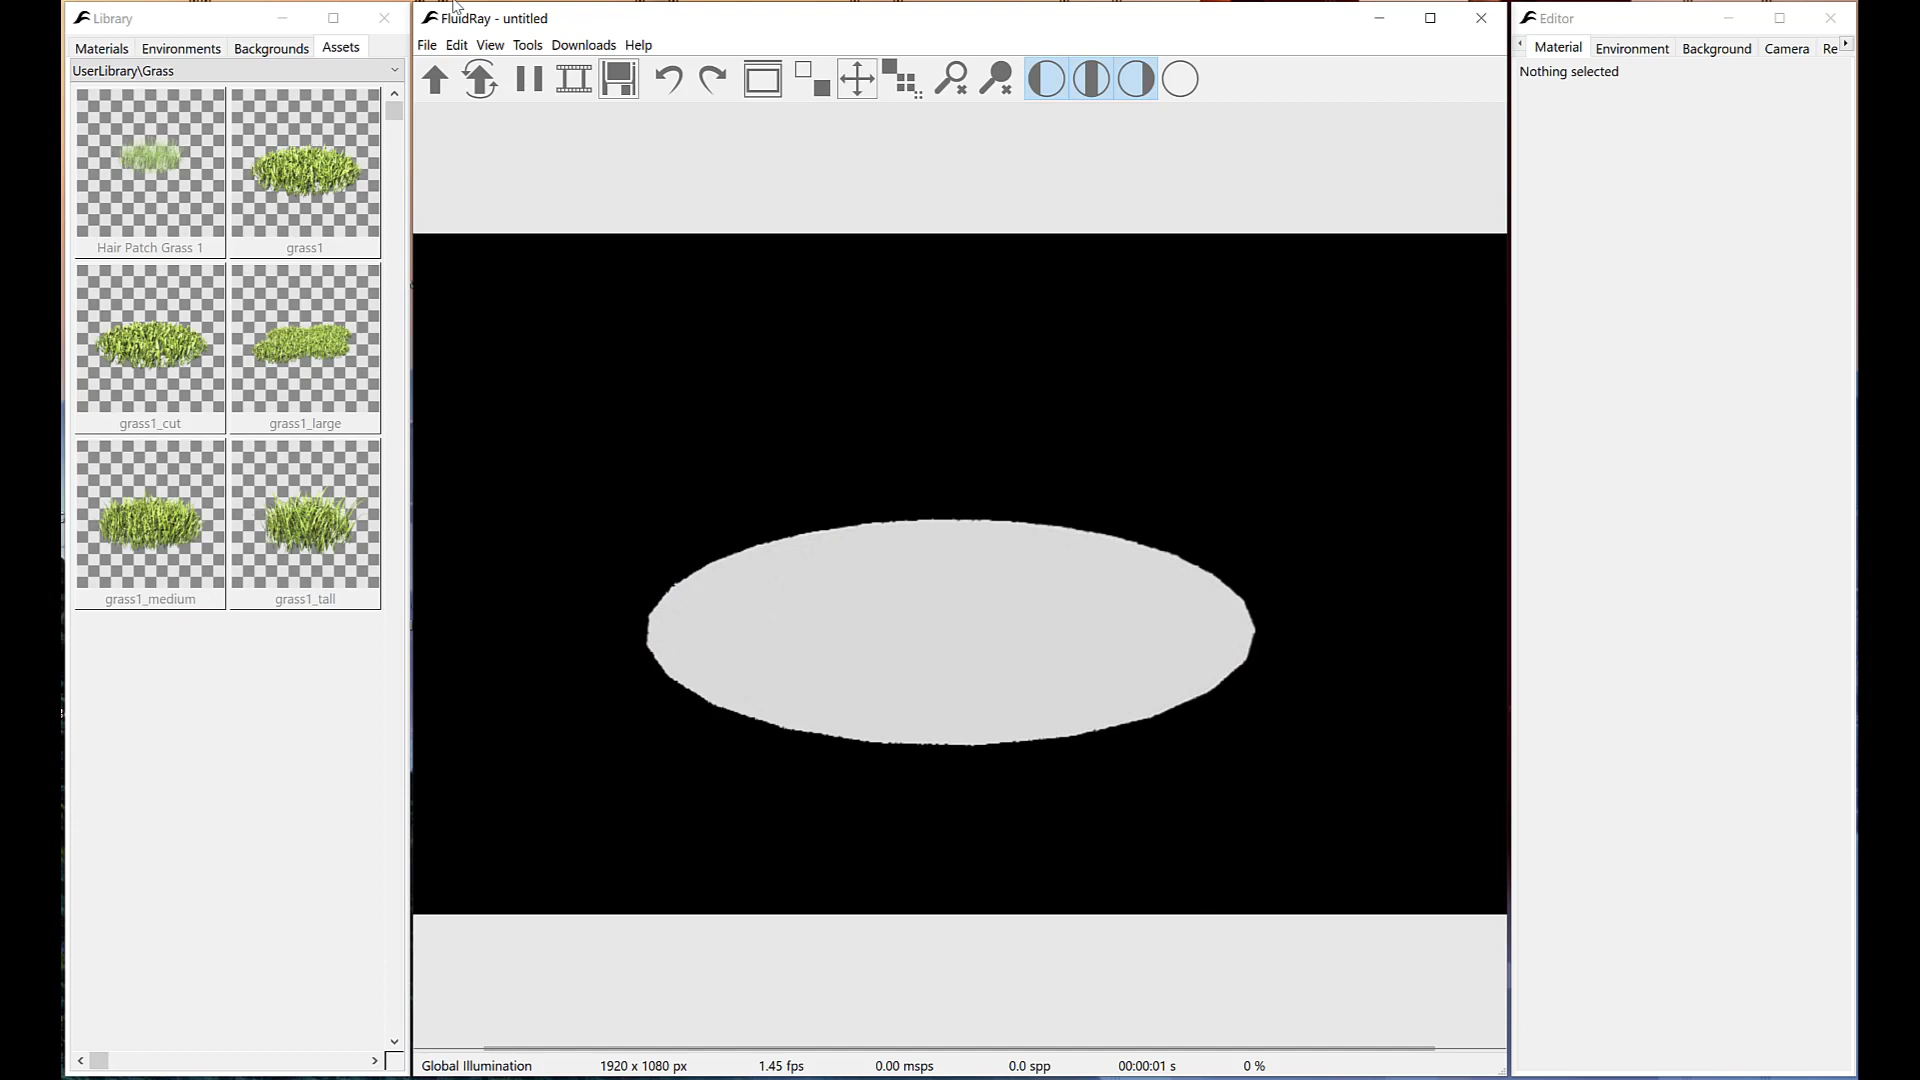 Library
Materials Environments Backgrounds Assets
UserLibrary\Grass
Hair Patch Grass 1
grass1
grass1_cut
grass1_large
grass1_medium
grass1_tall
FluidRay - untitled
File Edit View Tools Downloads Help
Global Illumination 1920 x 1080 px 1.45 fps 0.00 msps 0.0 spp 00:00:01 s 0 %
Editor
Material Environment Background Camera Re
Nothing selected